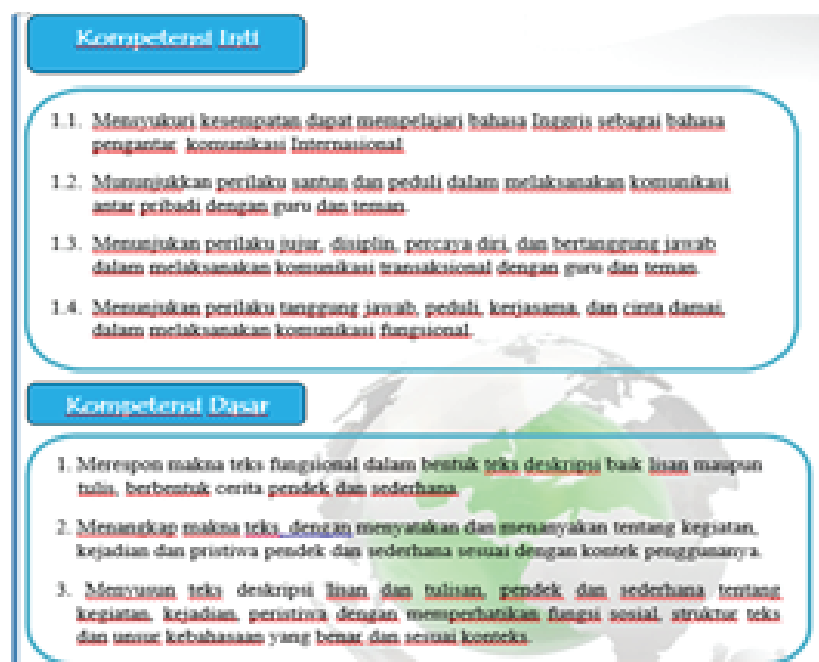 Kompetensi Inti
1.1. Mensyukuri kesempatan dapat mempelajari bahasa Inggris sebagai bahasa
pengantar komunikasi Internasional
1.2. Mununjukkan perilaku santun dan peduli dalam melaksanakan komunikasi
antar pribadi dengan guru dan teman.
1.3. Menunjukan perilaku jujur, disiplin, percaya diri, dan bertanggung jawab
dalam melaksanakan komunikasi transaksional dengan guru dan teman.
1.4. Menunjukan perilaku tanggung jawab, peduli, kerjasama, dan cinta damai,
dalam melaksanakan komunikasi fungsional.
Kompetensi Dasar
1. Merespon makna teks fungsional dalam bentuk teks deskripsi baik lisan maupun
tulis, berbentuk cerita pendek dan sederhana
2. Menangkap makna teks dengan menyatakan dan menanyakan tentang kegiatan,
kejadian dan pristiwa pendek dan sederhana sesuai dengan kontek penggunanya.
3. Menyusun teks deskripsi lisan dan tulisan, pendek dan sederhana tentang
kegiatan, kejadian, peristiwa dengan memperhatikan fungsi sosial, struktur teks
dan unsur kebahasaan yang benar dan sesuai konteks.